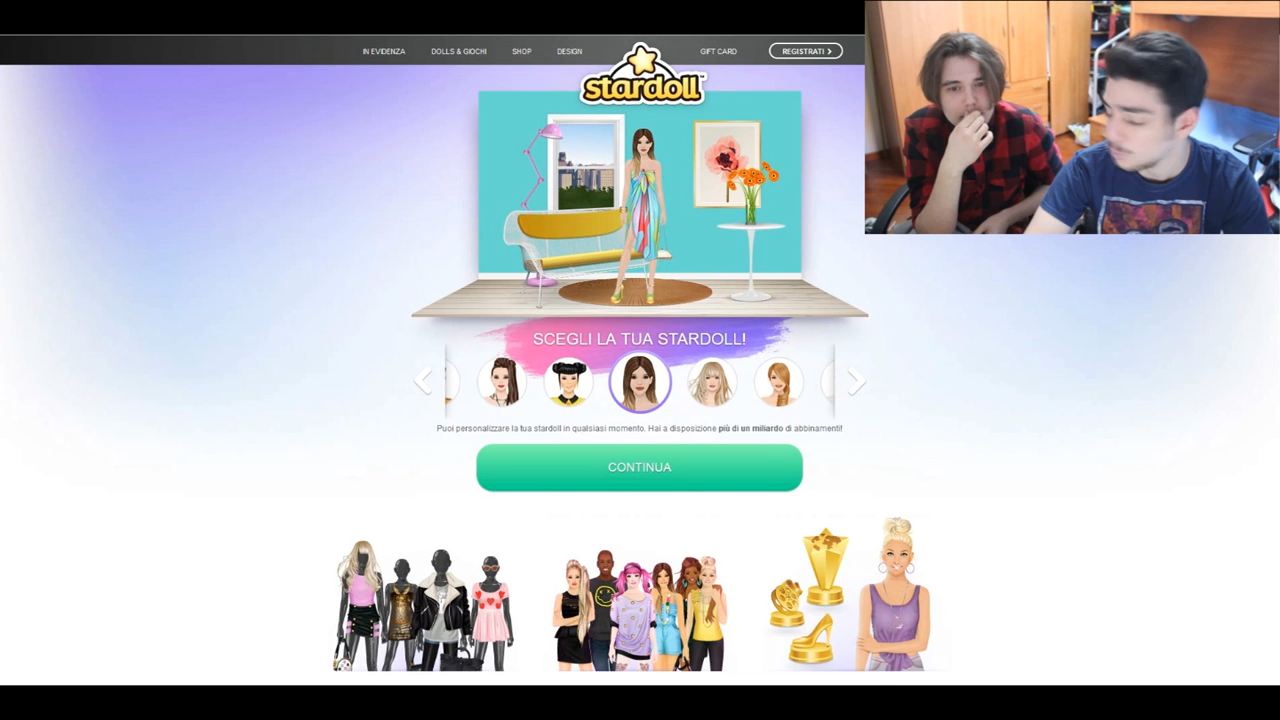 IN EVIDENZA
DOLLS & GIOCHI
SHOP
DESIGN
stardoll
GIFT CARD
REGISTRATI >
SCEGLI LA TUA STARDOLL!
Puoi personalizzare la tua stardoll in qualsiasi momento. Hai a disposizione più di un miliardo di abbinamenti!
CONTINUA